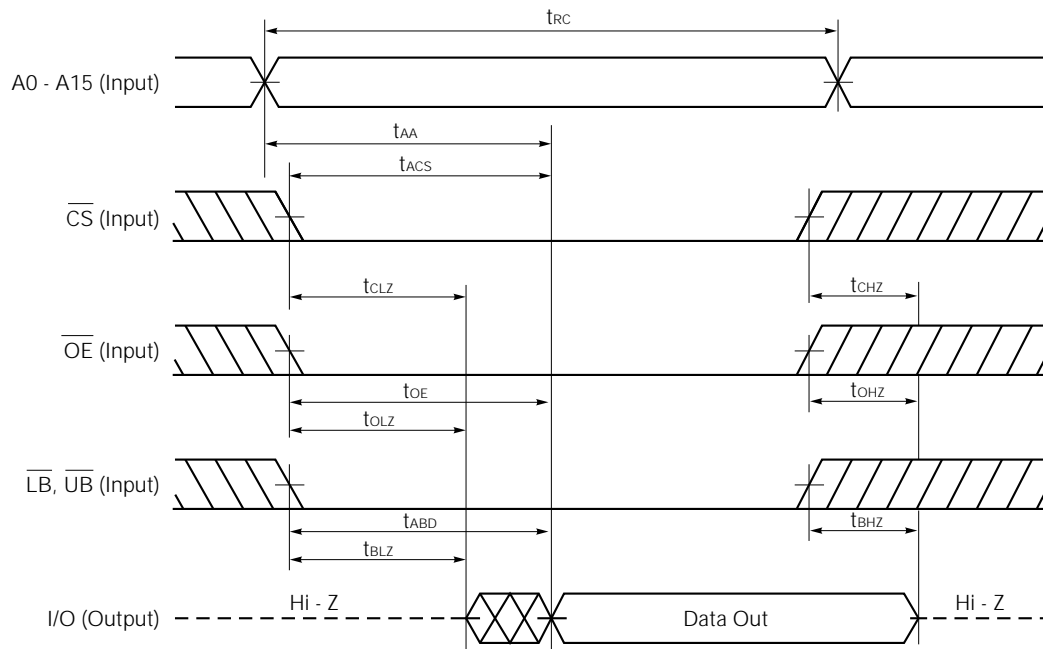 tRC
A0 - A15 (Input)
tAA
tACS
CS (Input)
tCLZ
tCHZ
OE (Input)
tOE
tOHZ
tOLZ
LB, UB (Input)
tABD
tBHZ
tBLZ
I/O (Output)
Hi - Z
Data Out
Hi - Z